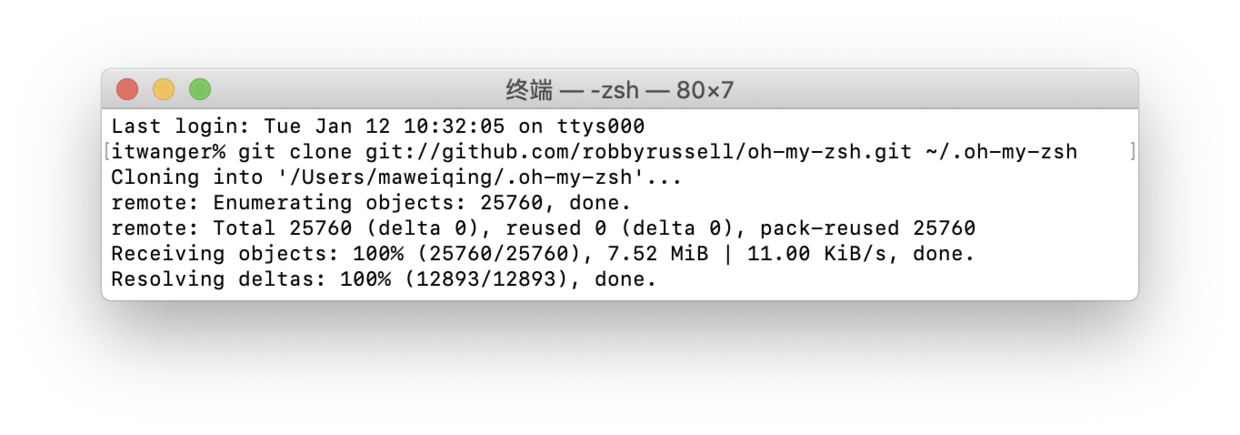 终端 — -zsh — 80×7
Last login: Tue Jan 12 10:32:05 on ttys000
[itwanger% git clone git://github.com/robbyrussell/oh-my-zsh.git ~/.oh-my-zsh ]
Cloning into '/Users/maweiqing/.oh-my-zsh'...
remote: Enumerating objects: 25760, done.
remote: Total 25760 (delta 0), reused 0 (delta 0), pack-reused 25760
Receiving objects: 100% (25760/25760), 7.52 MiB | 11.00 KiB/s, done.
Resolving deltas: 100% (12893/12893), done.